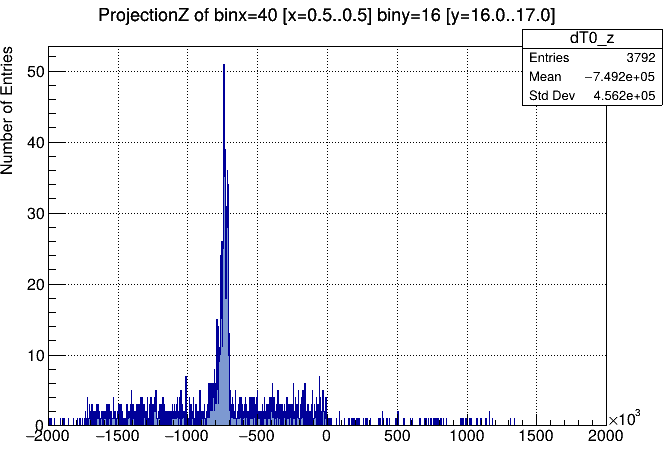 ProjectionZ of binx=40 [x=0.5..0.5] biny=16 [y=16.0..17.0]
dT0_z
Entries 3792
Mean −7.492e+05
Std Dev 4.562e+05
Number of Entries
50
40
30
20
10
0
−2000 −1500 −1000 −500 0 500 1000 1500 2000
×10³